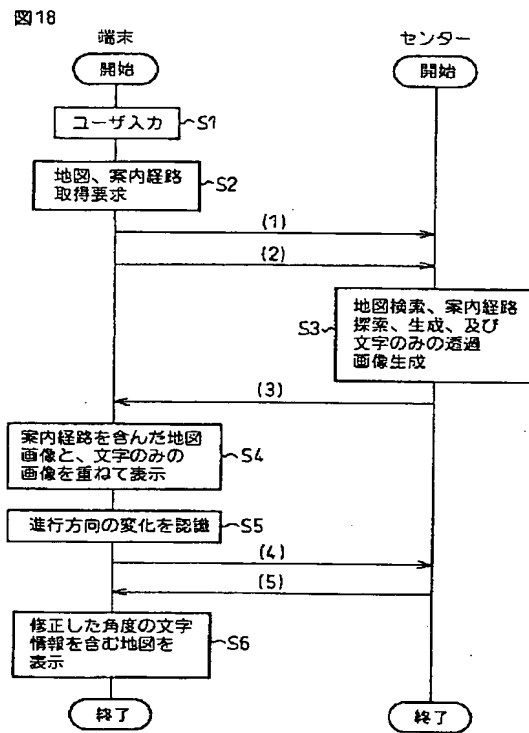 図18
端末
センター
開始
開始
ユーザ入力
S1
地図、案内経路
取得要求
S2
(1)
(2)
地図検索、案内経路
探索、生成、及び
文字のみの透過
画像生成
S3
(3)
案内経路を含んだ地図
画像と、文字のみの
画像を重ねて表示
S4
進行方向の変化を認識
S5
(4)
(5)
修正した角度の文字
情報を含む地図を
表示
S6
終了
終了